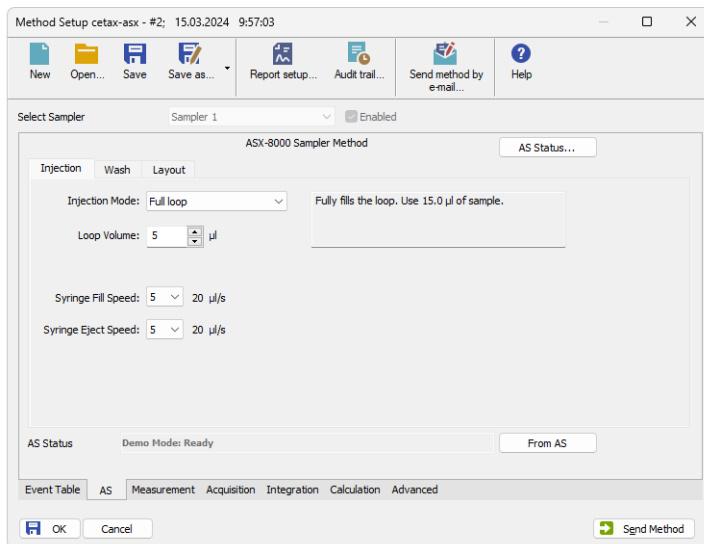 Method Setup cetax-asx - #2; 15.03.2024 9:57:03
New Open... Save Save as... Report setup... Audit trail... Send method by e-mail... Help
Select Sampler Sampler 1 Enabled
ASX-8000 Sampler Method AS Status...
Injection Wash Layout
Injection Mode: Full loop Fully fills the loop. Use 15.0 µl of sample.
Loop Volume: 5 µl
Syringe Fill Speed: 5 20 µl/s
Syringe Eject Speed: 5 20 µl/s
AS Status Demo Mode: Ready From AS
Event Table AS Measurement Acquisition Integration Calculation Advanced
OK Cancel Send Method